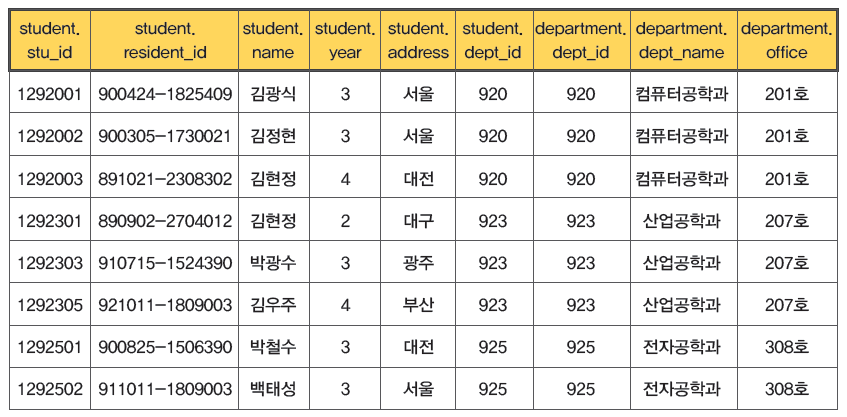 student. student. student. student. student. student. department. department. department.
stu_id resident_id name year address dept_id dept_id dept_name office
1292001 900424-1825409 김광식 3 서울 920 920 컴퓨터공학과 201호
1292002 900305-1730021 김정현 3 서울 920 920 컴퓨터공학과 201호
1292003 891021-2308302 김현정 4 대전 920 920 컴퓨터공학과 201호
1292301 890902-2704012 김현정 2 대구 923 923 산업공학과 207호
1292303 910715-1524390 박광수 3 광주 923 923 산업공학과 207호
1292305 921011-1809003 김우주 4 부산 923 923 산업공학과 207호
1292501 900825-1506390 박철수 3 대전 925 925 전자공학과 308호
1292502 911011-1809003 백태성 3 서울 925 925 전자공학과 308호